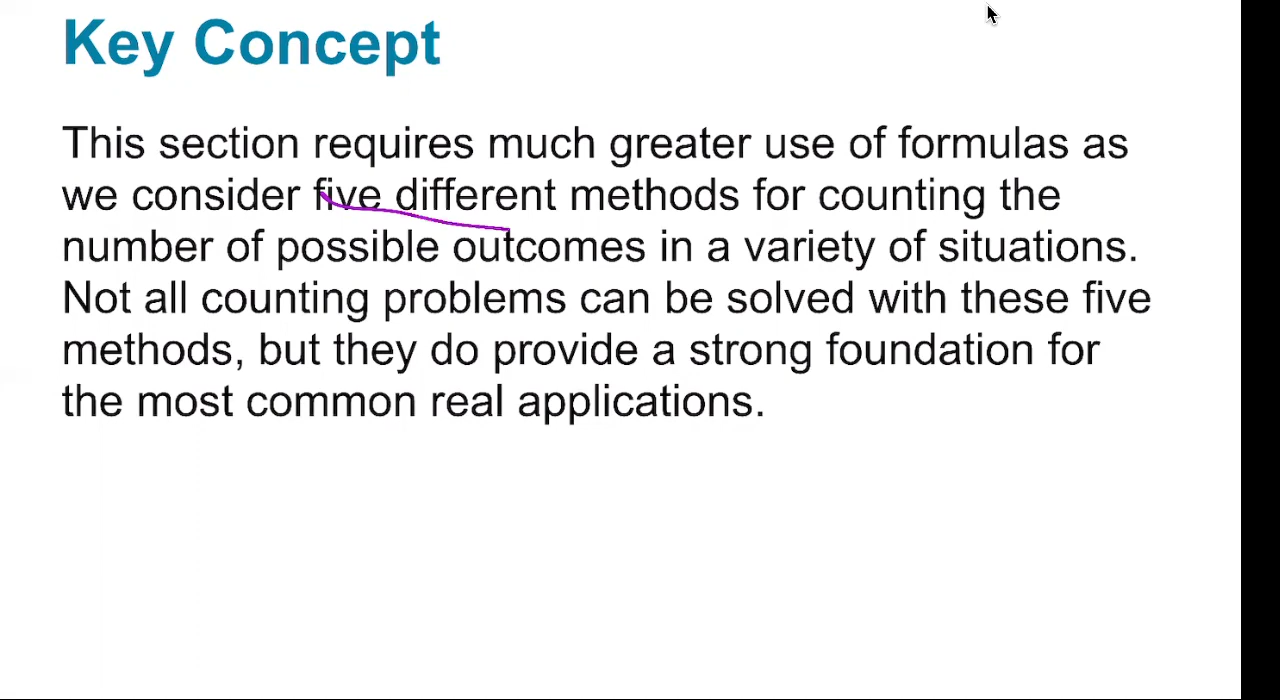 Key Concept
This section requires much greater use of formulas as
we consider five different methods for counting the
number of possible outcomes in a variety of situations.
Not all counting problems can be solved with these five
methods, but they do provide a strong foundation for
the most common real applications.